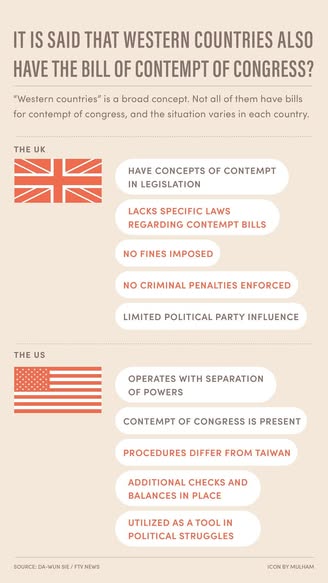 IT IS SAID THAT WESTERN COUNTRIES ALSO
HAVE THE BILL OF CONTEMPT OF CONGRESS?
“Western countries” is a broad concept. Not all of them have bills
for contempt of congress, and the situation varies in each country.
THE UK
HAVE CONCEPTS OF CONTEMPT
IN LEGISLATION
LACKS SPECIFIC LAWS
REGARDING CONTEMPT BILLS
NO FINES IMPOSED
NO CRIMINAL PENALTIES ENFORCED
LIMITED POLITICAL PARTY INFLUENCE
THE US
OPERATES WITH SEPARATION
OF POWERS
CONTEMPT OF CONGRESS IS PRESENT
PROCEDURES DIFFER FROM TAIWAN
ADDITIONAL CHECKS AND
BALANCES IN PLACE
UTILIZED AS A TOOL IN
POLITICAL STRUGGLES
SOURCE: DA-WUN SIE / FTV NEWS
ICON BY MULHAM